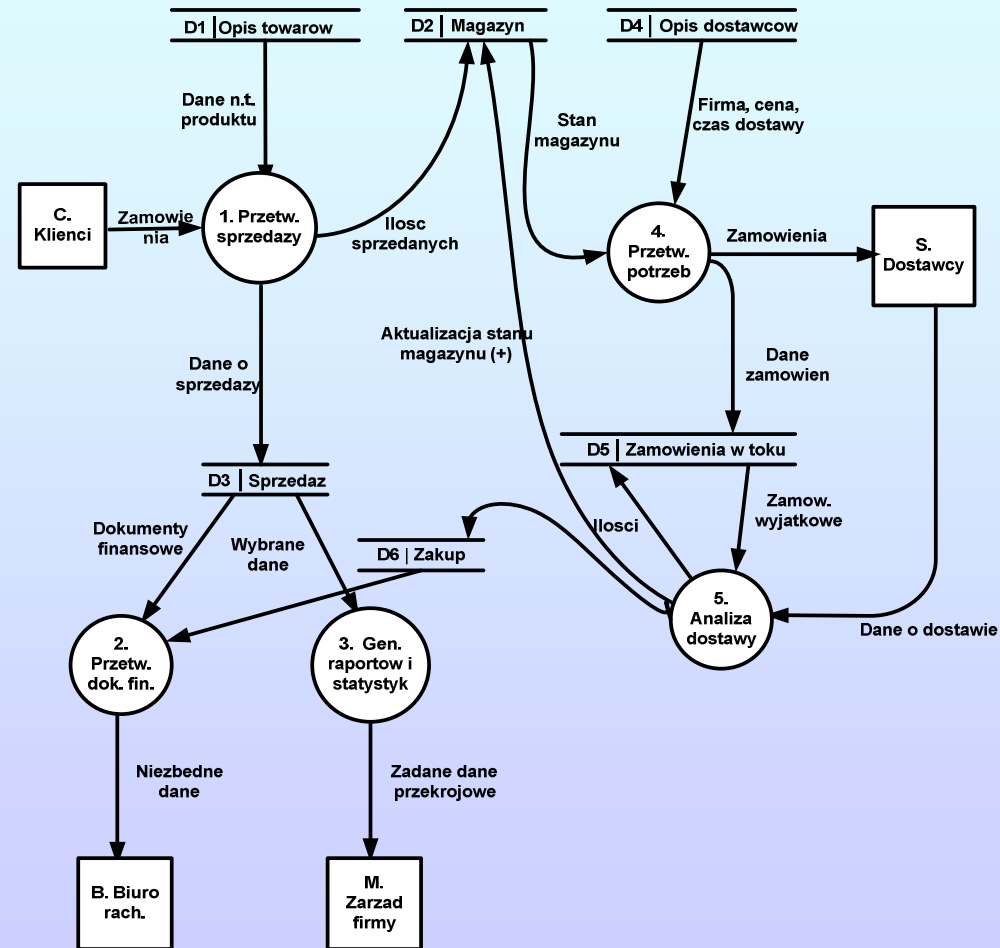 D1 | Opis towarow
D2 | Magazyn
D4 | Opis dostawcow
Dane n.t.
produktu
Firma, cena,
czas dostawy
Stan
magazynu
C.
Klienci
Zamowie
nia
1. Przetw.
sprzedazy
Ilosc
sprzedanych
4.
Przetw.
potrzeb
Zamowienia
S.
Dostawcy
Aktualizacja stanu
magazynu (+)
Dane o
sprzedazy
Dane
zamowien
D5 | Zamowienia w toku
D3 | Sprzedaz
Dokumenty
finansowe
Wybrane
dane
D6 | Zakup
Ilosci
Zamow.
wyjatkowe
2.
Przetw.
dok. fin.
3. Gen.
raportow i
statystyk
5.
Analiza
dostawy
Dane o dostawie
Niezbedne
dane
Zadane dane
przekrojowe
B. Biuro
rach.
M.
Zarzad
firmy